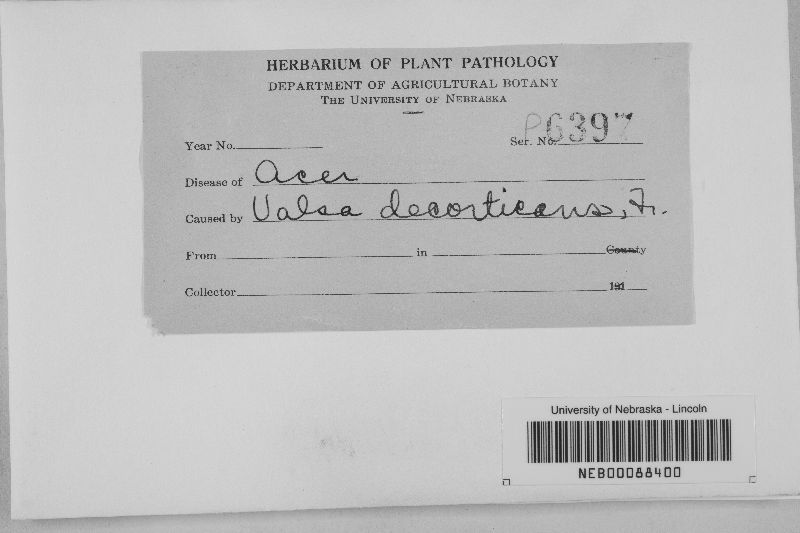 HERBARIUM OF PLANT PATHOLOGY
DEPARTMENT OF AGRICULTURAL BOTANY
THE UNIVERSITY OF NEBRASKA
Year No. Ser. No. P6397
Disease of Acer
Caused by Valsa decorticans, Fr.
From in County
Collector 191
University of Nebraska - Lincoln
NEB00088400